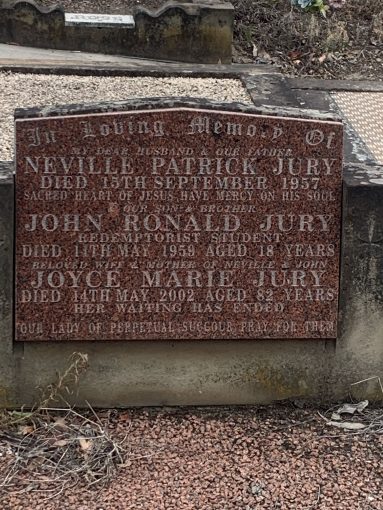 ROSS
In Loving Memory Of
MY DEAR HUSBAND & OUR FATHER
NEVILLE PATRICK JURY
DIED 15TH SEPTEMBER 1957
SACRED HEART OF JESUS HAVE MERCY ON HIS SOUL
OUR SON & BROTHER
JOHN RONALD JURY
REDEMPTORIST STUDENT
DIED 11TH MAY 1959 AGED 18 YEARS
BELOVED WIFE & MOTHER OF NEVILLE & JOHN
JOYCE MARIE JURY
DIED 14TH MAY 2002 AGED 82 YEARS
HER WAITING HAS ENDED
OUR LADY OF PERPETUAL SUCCOUR PRAY FOR THEM